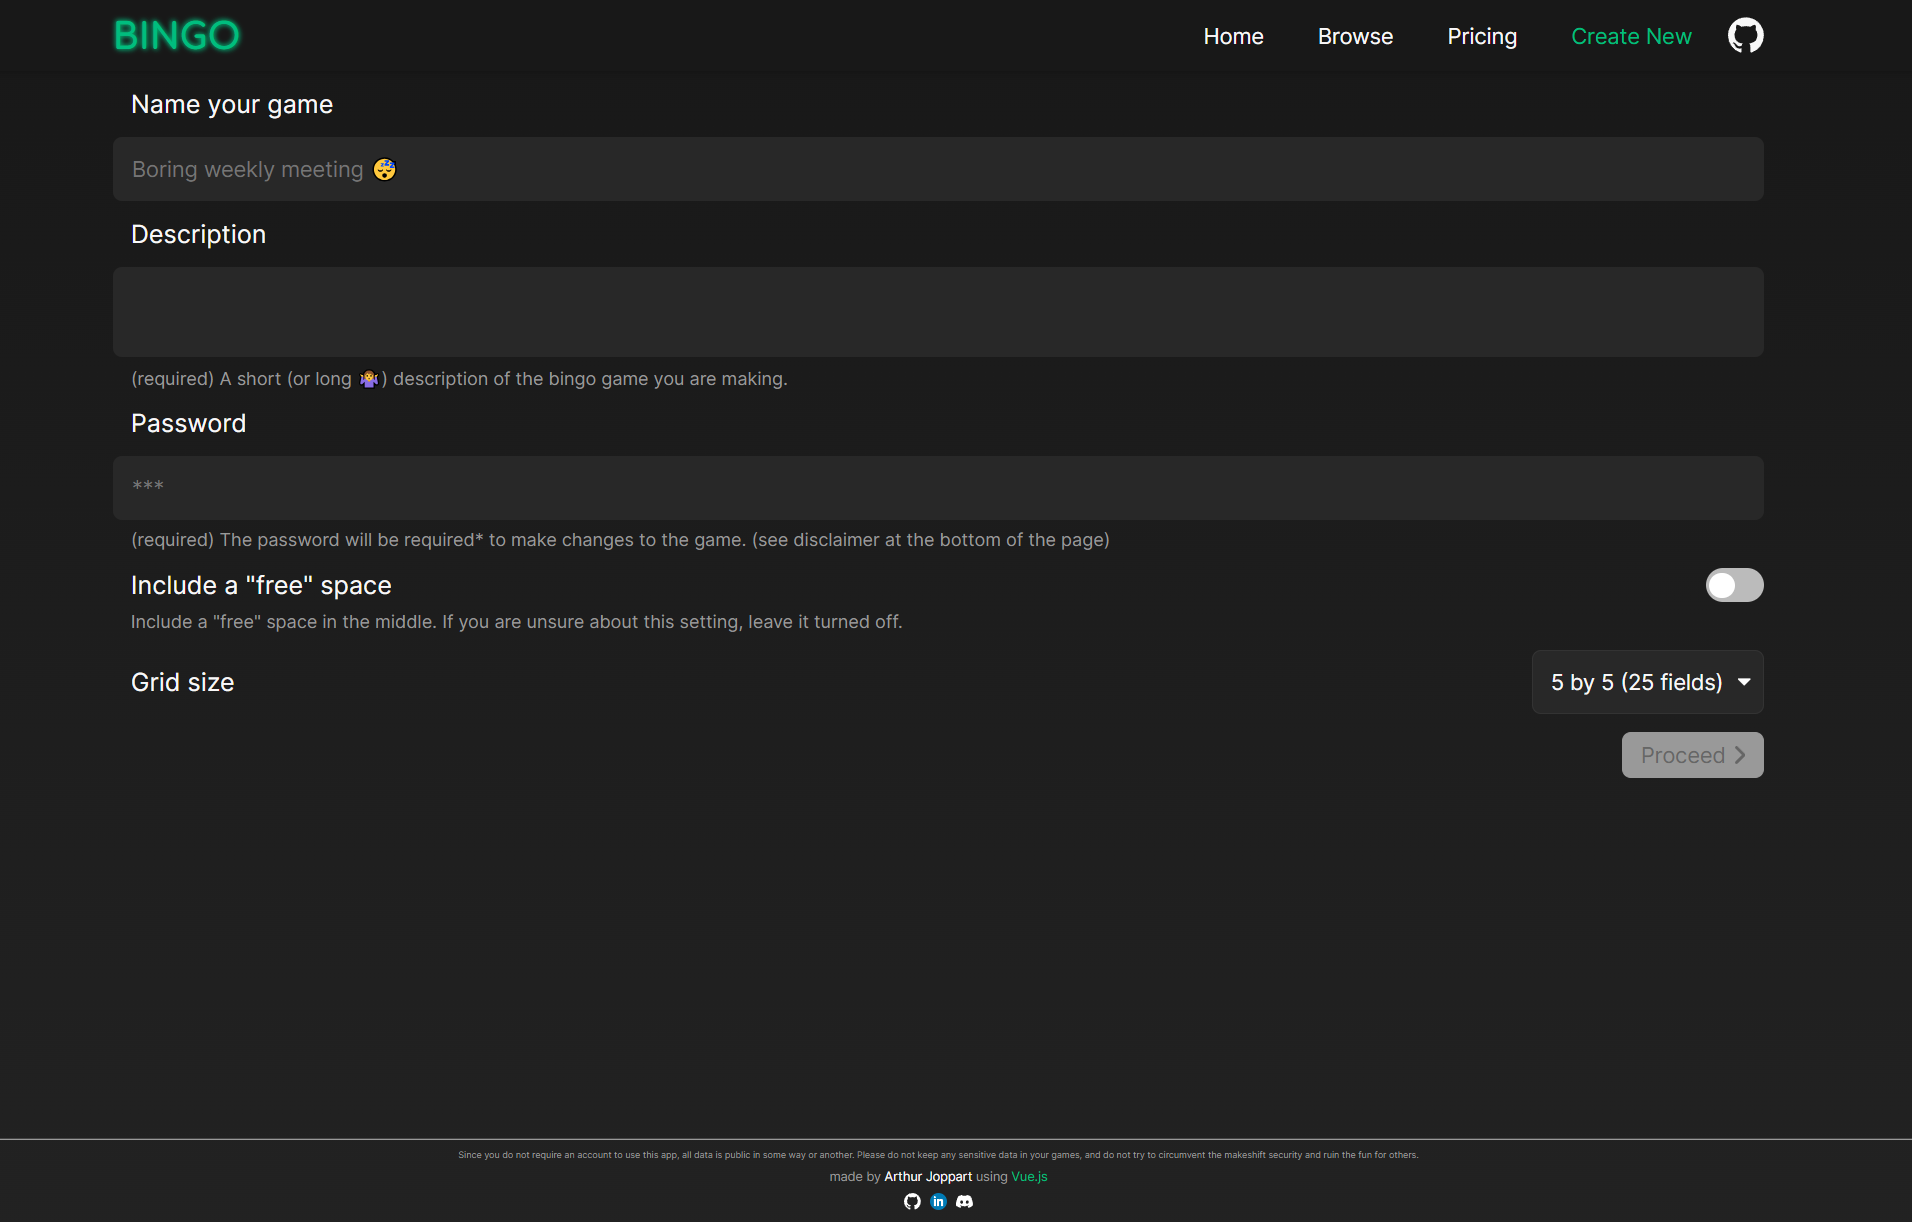 BINGO
Home Browse Pricing Create New
Name your game
Boring weekly meeting 😴
Description
(required) A short (or long 🤷‍♀️) description of the bingo game you are making.
Password
***
(required) The password will be required* to make changes to the game. (see disclaimer at the bottom of the page)
Include a "free" space
Include a "free" space in the middle. If you are unsure about this setting, leave it turned off.
Grid size
5 by 5 (25 fields)
Proceed
Since you do not require an account to use this app, all data is public in some way or another. Please do not keep any sensitive data in your games, and do not try to circumvent the makeshift security and ruin the fun for others.
made by Arthur Joppart using Vue.js
in